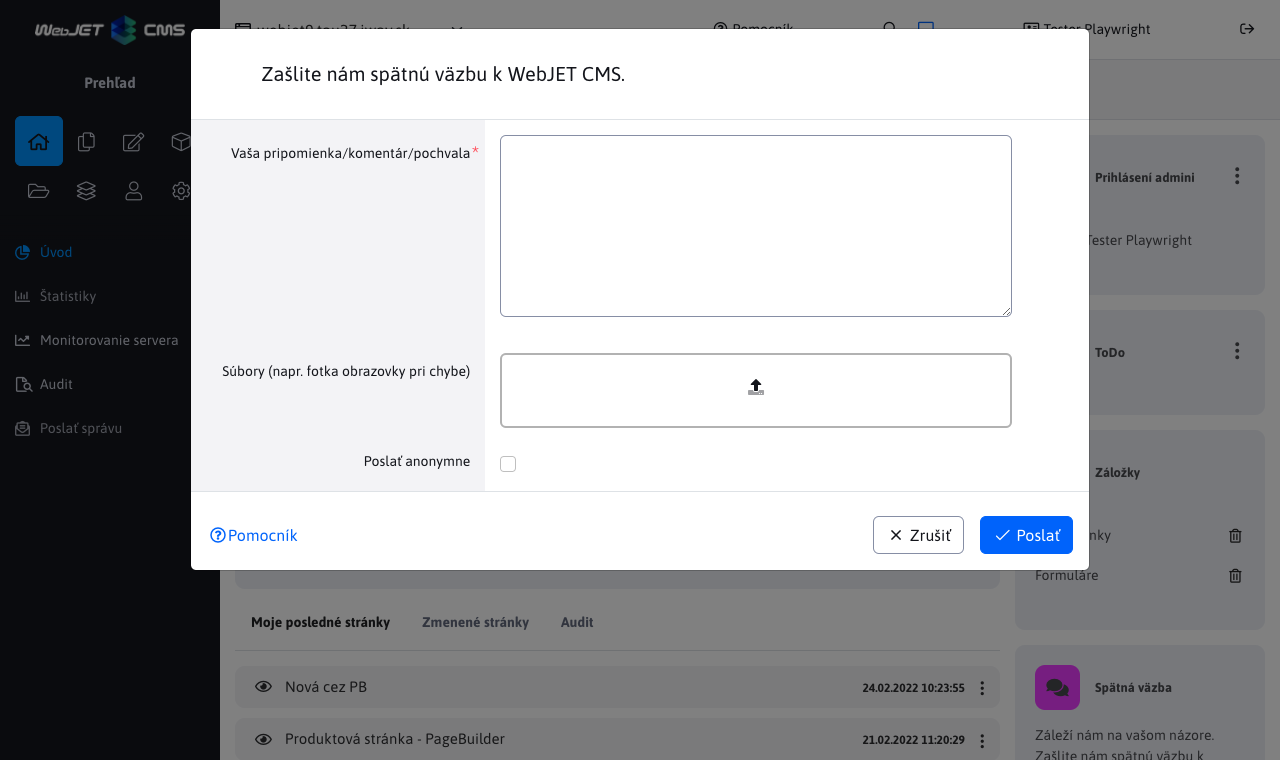 WebJET CMS
Pomocník
Tester Playwright
Prehľad
Úvod
Štatistiky
Monitorovanie servera
Audit
Poslať správu
Zašlite nám spätnú väzbu k WebJET CMS.
Vaša pripomienka/komentár/pochvala*
Súbory (napr. fotka obrazovky pri chybe)
Poslať anonymne
Pomocník
Zrušiť
Poslať
Prihlásení admini
Tester Playwright
ToDo
Záložky
Formuláre
Moje posledné stránky
Zmenené stránky
Audit
Nová cez PB
24.02.2022 10:23:55
Produktová stránka - PageBuilder
21.02.2022 11:20:29
Spätná väzba
Záleží nám na vašom názore.
Zašlite nám spätnú väzbu k